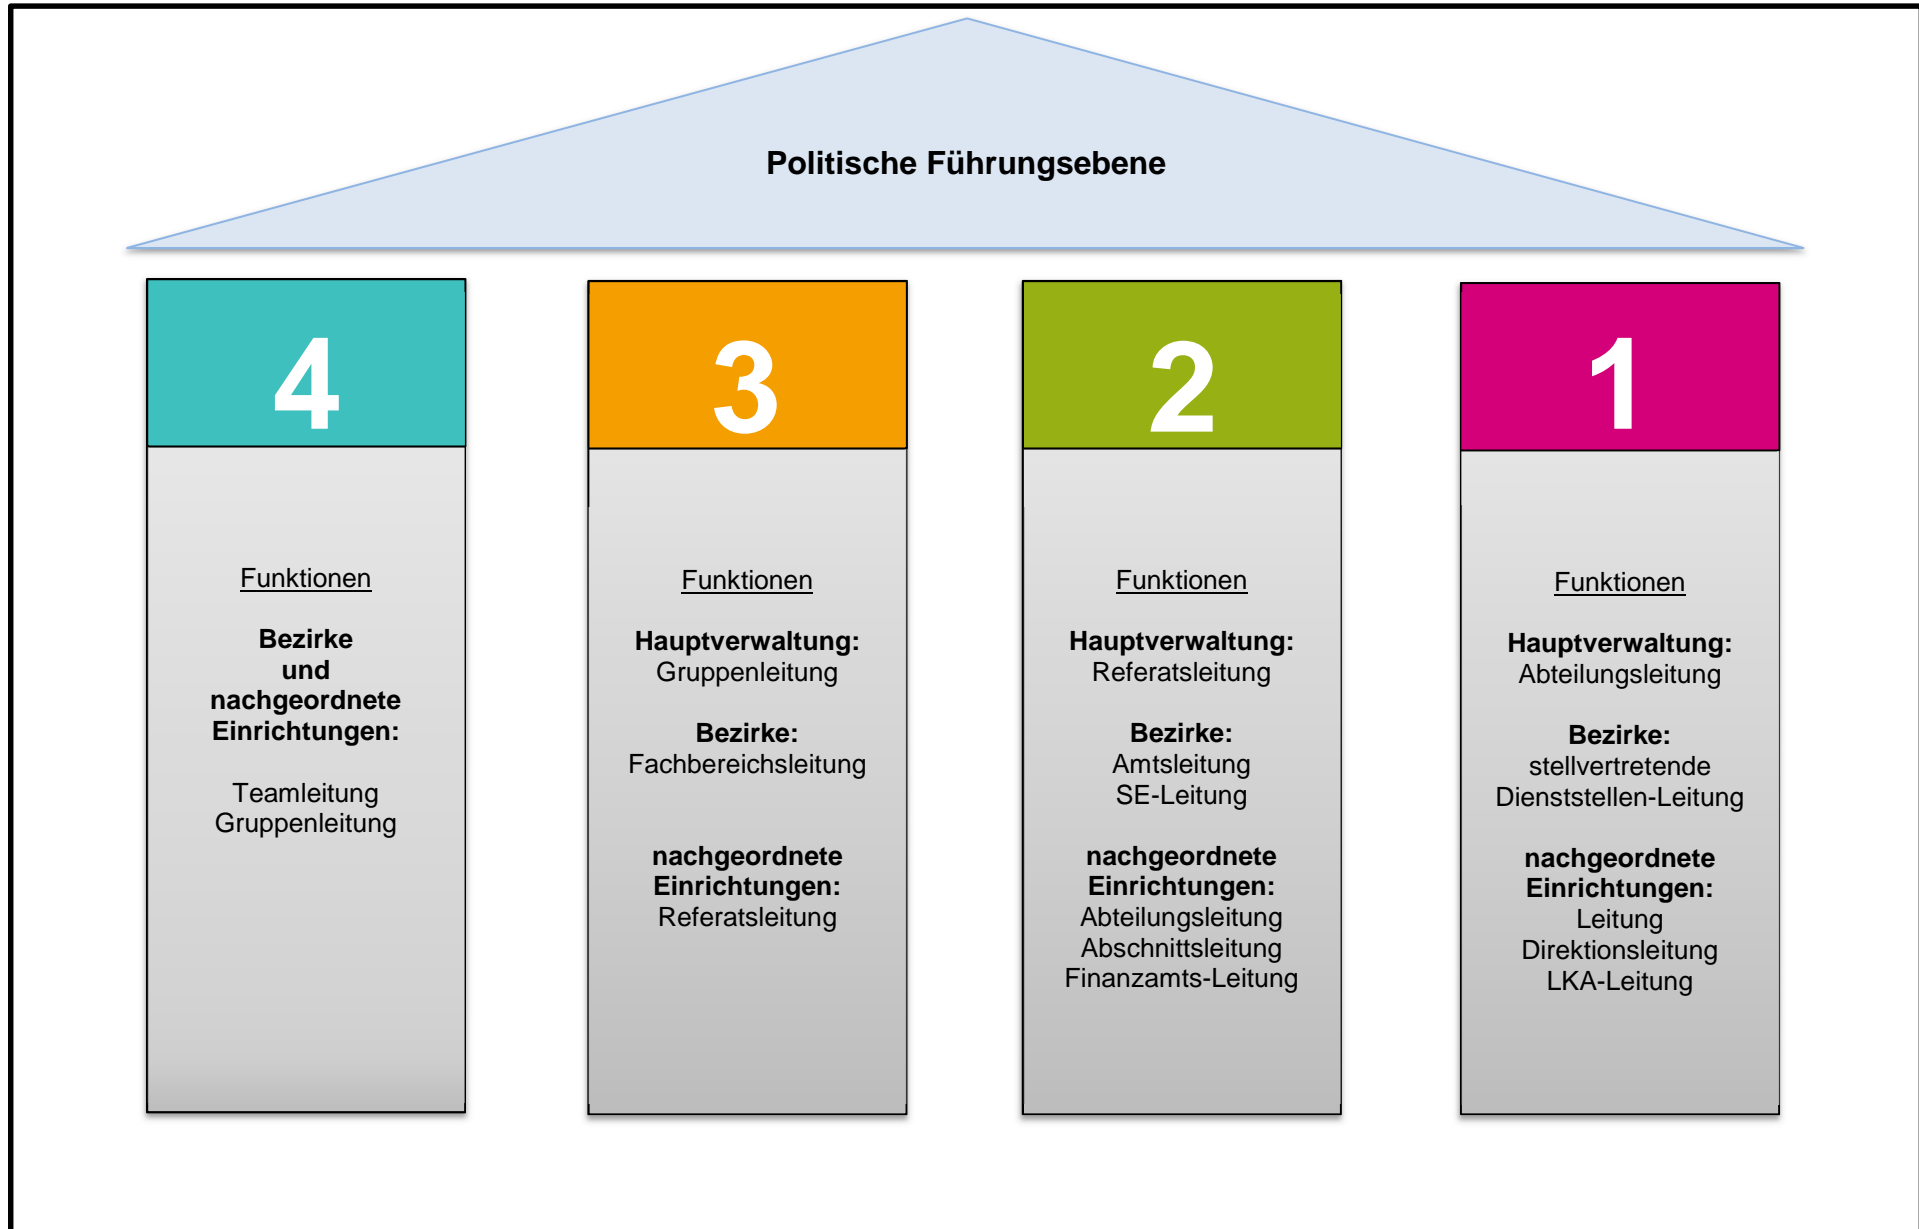 Politische Führungsebene
4
Funktionen
Bezirke
und
nachgeordnete
Einrichtungen:
Teamleitung
Gruppenleitung
3
Funktionen
Hauptverwaltung:
Gruppenleitung
Bezirke:
Fachbereichsleitung
nachgeordnete
Einrichtungen:
Referatsleitung
2
Funktionen
Hauptverwaltung:
Referatsleitung
Bezirke:
Amtsleitung
SE-Leitung
nachgeordnete
Einrichtungen:
Abteilungsleitung
Abschnittsleitung
Finanzamts-Leitung
1
Funktionen
Hauptverwaltung:
Abteilungsleitung
Bezirke:
stellvertretende
Dienststellen-Leitung
nachgeordnete
Einrichtungen:
Leitung
Direktionsleitung
LKA-Leitung